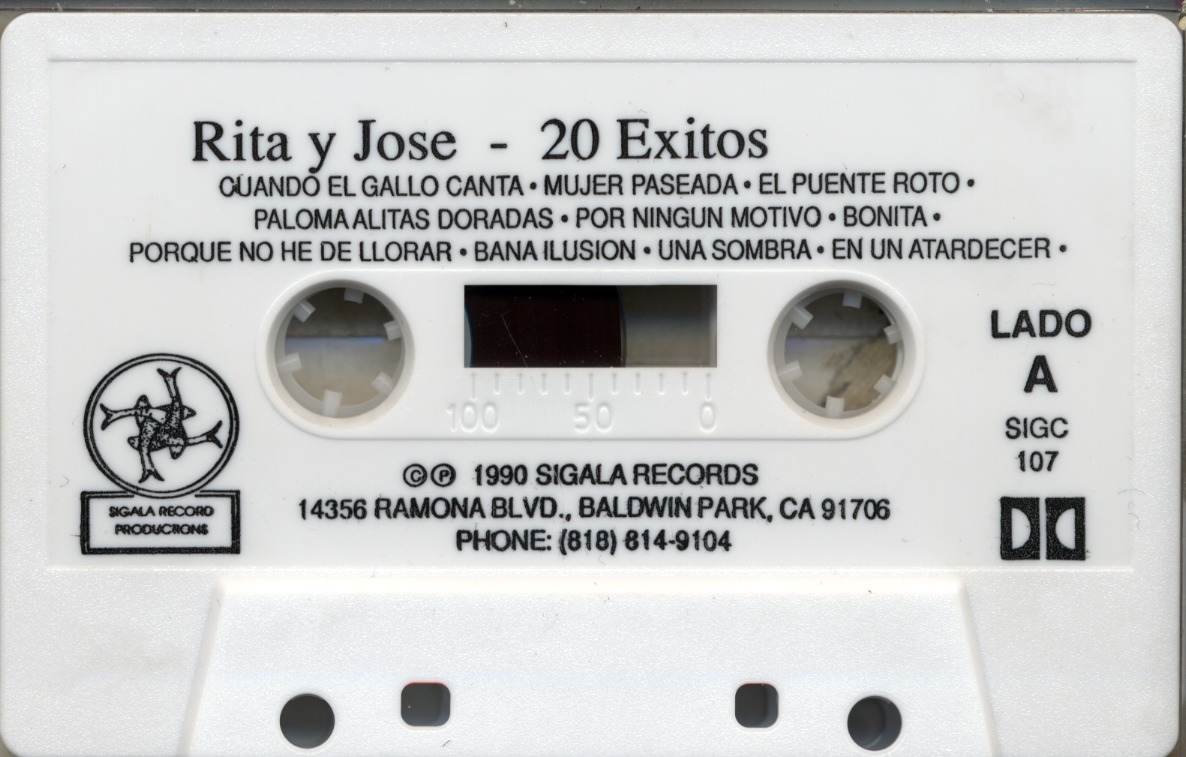 Rita y Jose - 20 Exitos
CUANDO EL GALLO CANTA • MUJER PASEADA • EL PUENTE ROTO •
PALOMA ALITAS DORADAS • POR NINGUN MOTIVO • BONITA •
PORQUE NO HE DE LLORAR • BANA ILUSION • UNA SOMBRA • EN UN ATARDECER •
LADO
A
SIGC
107
100 50 0
SIGALA RECORD
PRODUCTIONS
©℗ 1990 SIGALA RECORDS
14356 RAMONA BLVD., BALDWIN PARK, CA 91706
PHONE: (818) 814-9104